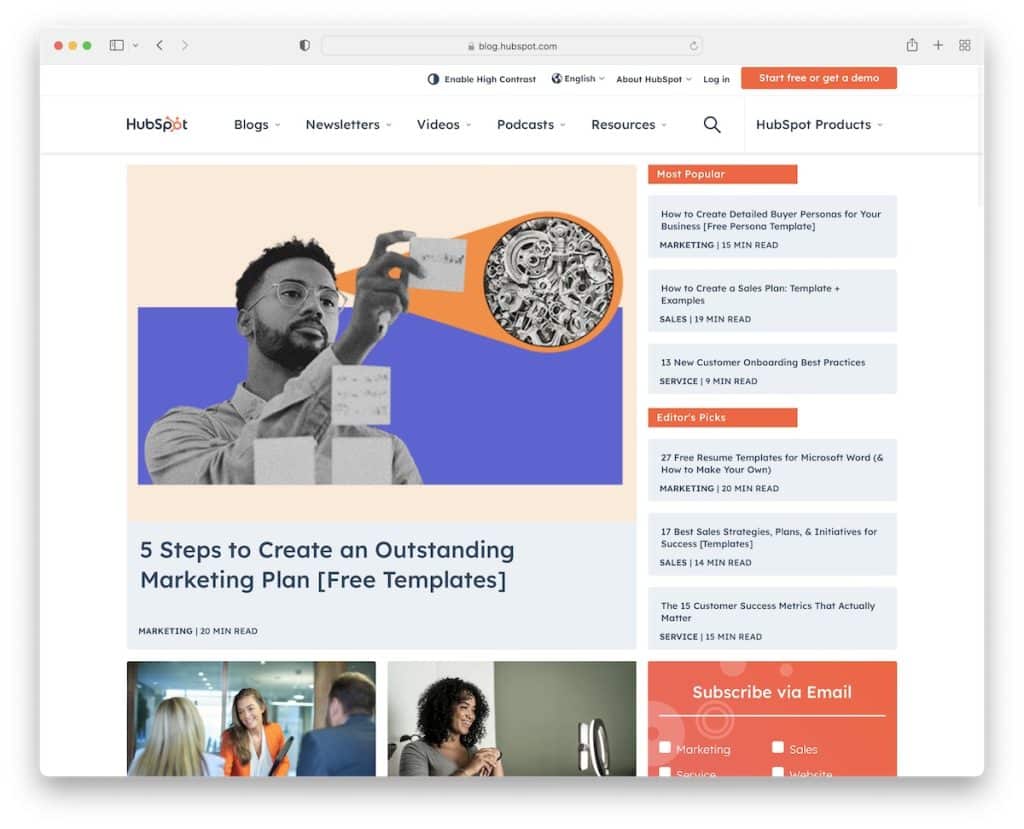 blog.hubspot.com
Enable High Contrast English About HubSpot Log in Start free or get a demo
HubSpot Blogs Newsletters Videos Podcasts Resources HubSpot Products
5 Steps to Create an Outstanding
Marketing Plan [Free Templates]
MARKETING | 20 MIN READ
Most Popular
How to Create Detailed Buyer Personas for Your
Business [Free Persona Template]
MARKETING | 15 MIN READ
How to Create a Sales Plan: Template +
Examples
SALES | 19 MIN READ
13 New Customer Onboarding Best Practices
SERVICE | 9 MIN READ
Editor's Picks
27 Free Resume Templates for Microsoft Word (&
How to Make Your Own)
MARKETING | 20 MIN READ
17 Best Sales Strategies, Plans, & Initiatives for
Success [Templates]
SALES | 14 MIN READ
The 15 Customer Success Metrics That Actually
Matter
SERVICE | 15 MIN READ
Subscribe via Email
Marketing Sales
Service Website